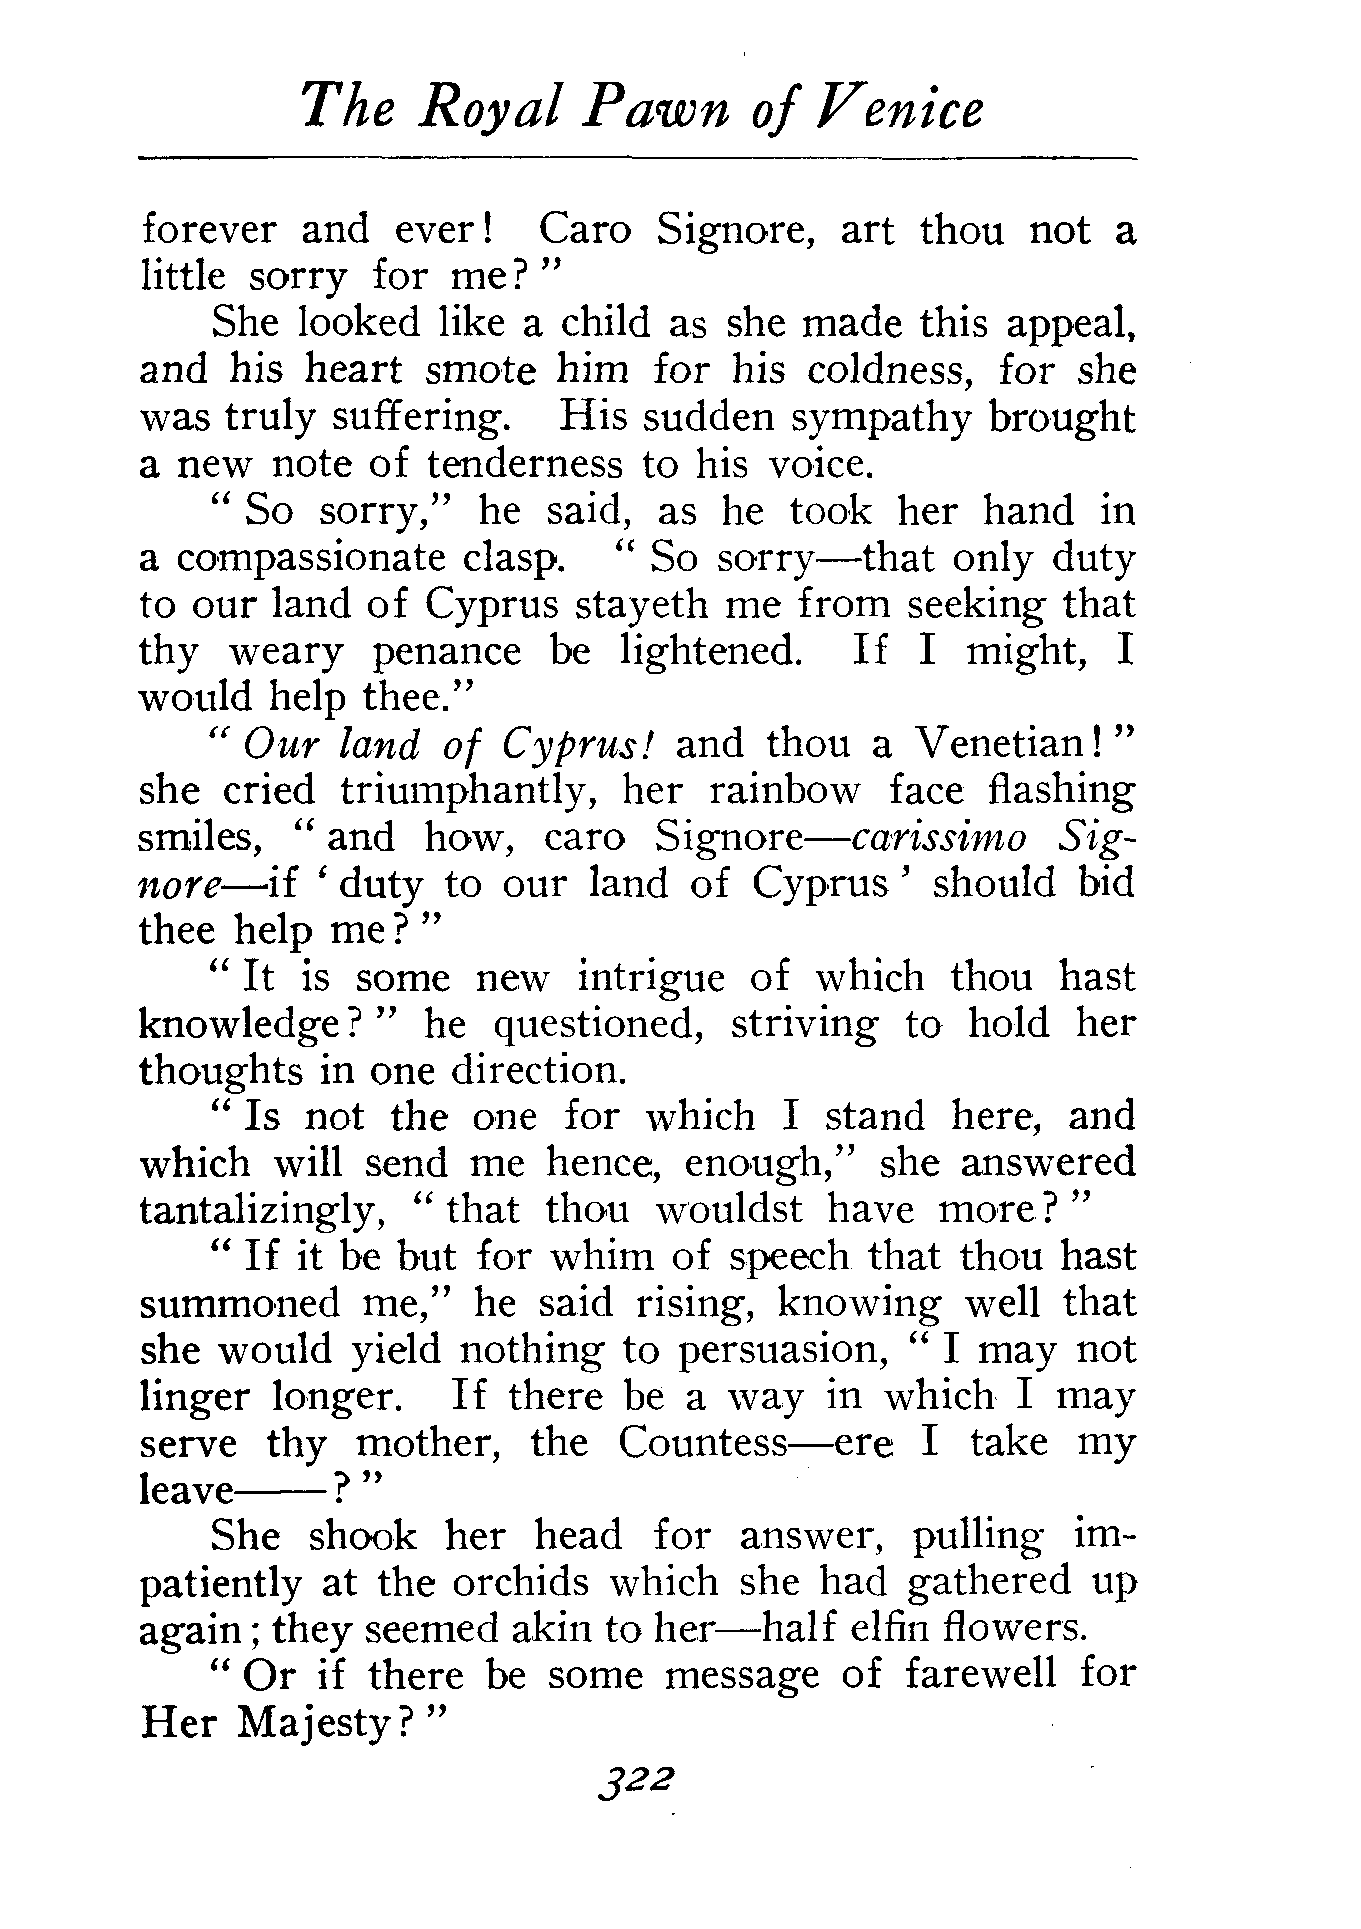 The Royal Pawn of Venice
forever and ever! Caro Signore, art thou not a
little sorry for me?"
She looked like a child as she made this appeal,
and his heart smote him for his coldness, for she
was truly suffering. His sudden sympathy brought
a new note of tenderness to his voice.
"So sorry," he said, as he took her hand in
a compassionate clasp. "So sorry—that only duty
to our land of Cyprus stayeth me from seeking that
thy weary penance be lightened. If I might, I
would help thee."
"Our land of Cyprus! and thou a Venetian!"
she cried triumphantly, her rainbow face flashing
smiles, "and how, caro Signore—carissimo Sig-
nore—if 'duty to our land of Cyprus' should bid
thee help me?"
"It is some new intrigue of which thou hast
knowledge?" he questioned, striving to hold her
thoughts in one direction.
"Is not the one for which I stand here, and
which will send me hence, enough," she answered
tantalizingly, "that thou wouldst have more?"
"If it be but for whim of speech that thou hast
summoned me," he said rising, knowing well that
she would yield nothing to persuasion, "I may not
linger longer. If there be a way in which I may
serve thy mother, the Countess—ere I take my
leave——?"
She shook her head for answer, pulling im-
patiently at the orchids which she had gathered up
again; they seemed akin to her—half elfin flowers.
"Or if there be some message of farewell for
Her Majesty?"
322